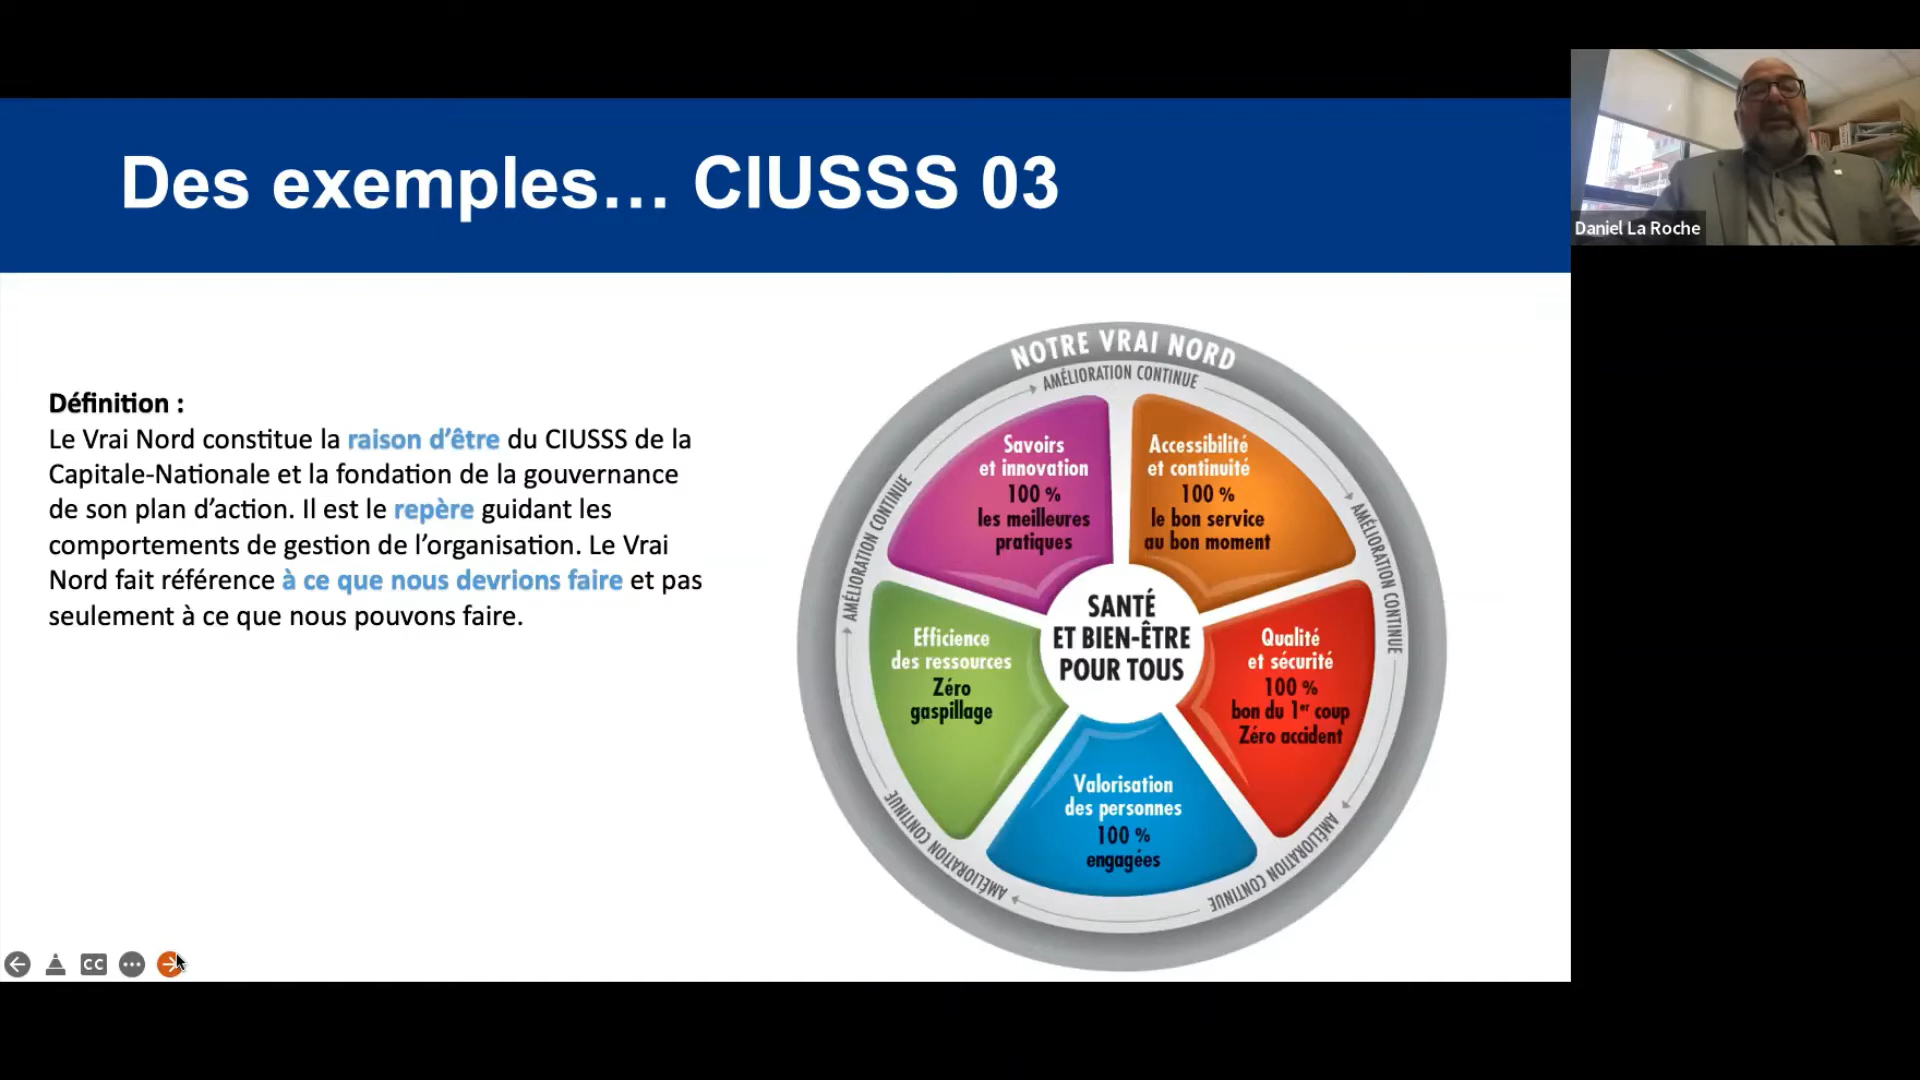 Des exemples... CIUSSS 03
Daniel La Roche
Définition :
Le Vrai Nord constitue la raison d’être du CIUSSS de la
Capitale-Nationale et la fondation de la gouvernance
de son plan d’action. Il est le repère guidant les
comportements de gestion de l’organisation. Le Vrai
Nord fait référence à ce que nous devrions faire et pas
seulement à ce que nous pouvons faire.
NOTRE VRAI NORD
AMÉLIORATION CONTINUE
AMÉLIORATION CONTINUE
AMÉLIORATION CONTINUE
AMÉLIORATION CONTINUE
AMÉLIORATION CONTINUE
Savoirs
et innovation
100 %
les meilleures
pratiques
Accessibilité
et continuité
100 %
le bon service
au bon moment
Efficience
des ressources
Zéro
gaspillage
SANTÉ
ET BIEN-ÊTRE
POUR TOUS
Qualité
et sécurité
100 %
bon du 1er coup
Zéro accident
Valorisation
des personnes
100 %
engagées
CC